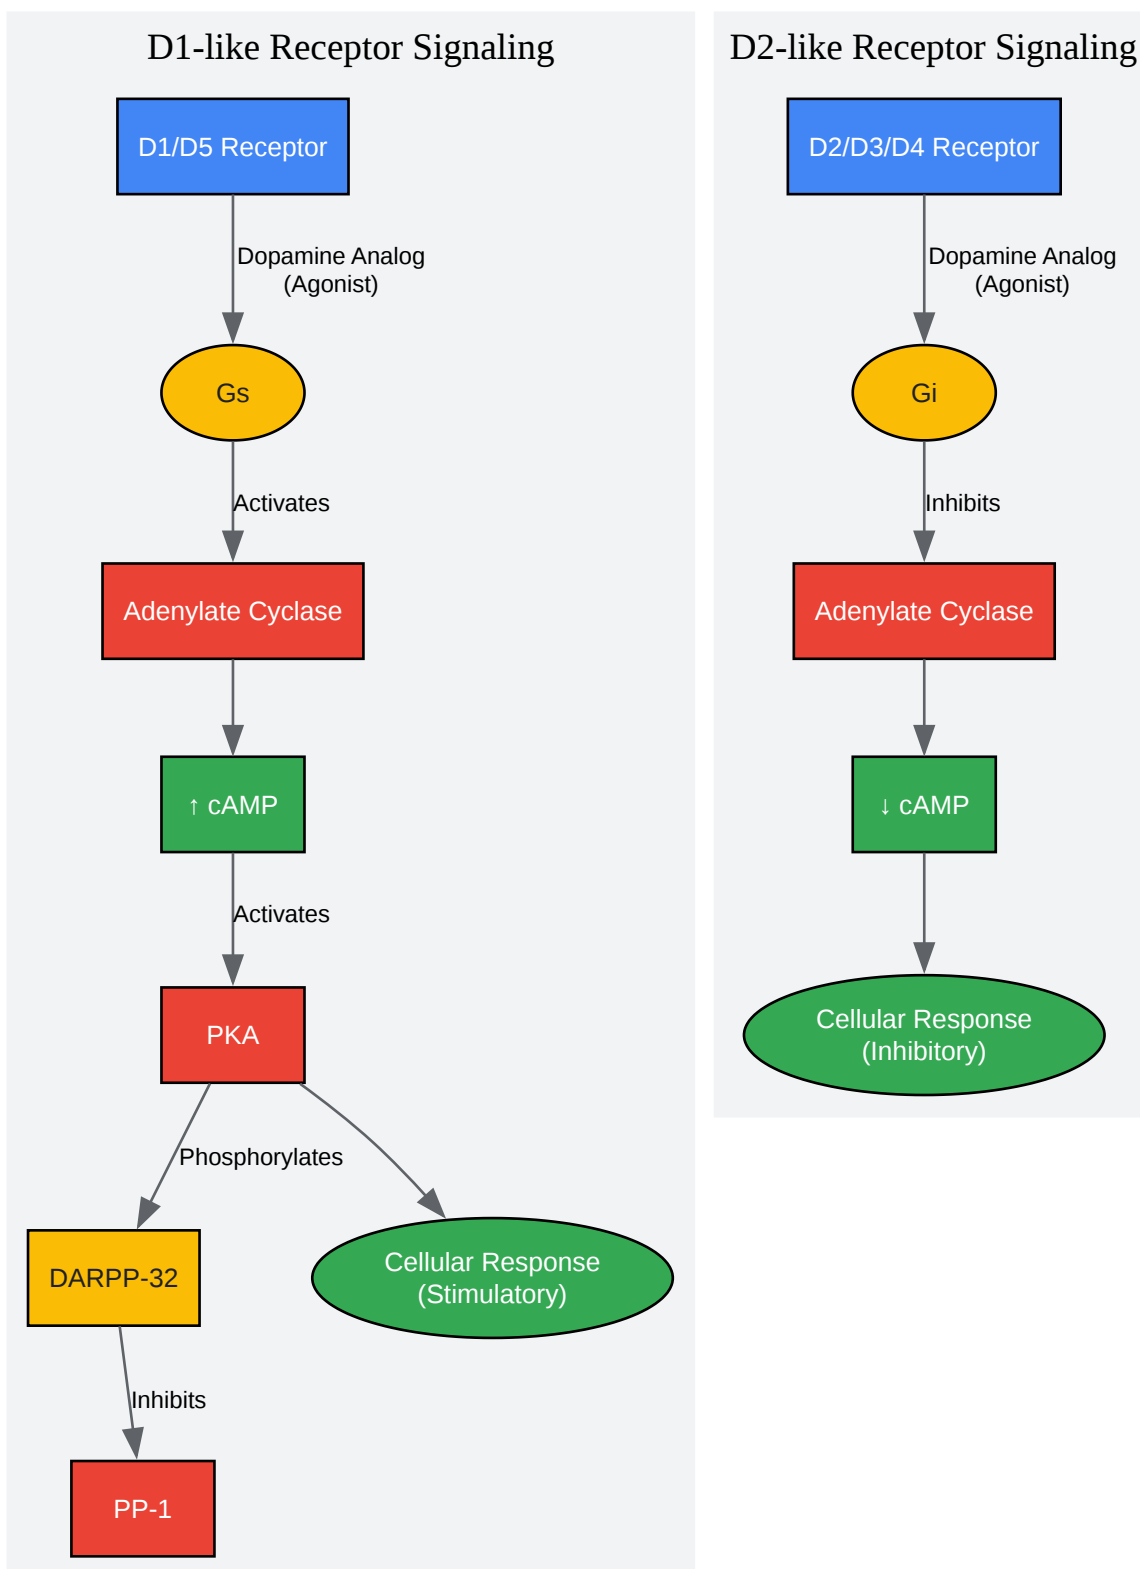 D1-like Receptor Signaling
D1/D5 Receptor
Dopamine Analog
(Agonist)
Gs
Activates
Adenylate Cyclase
↑ cAMP
Activates
PKA
Phosphorylates
DARPP-32
Cellular Response
(Stimulatory)
Inhibits
PP-1
D2-like Receptor Signaling
D2/D3/D4 Receptor
Dopamine Analog
(Agonist)
Gi
Inhibits
Adenylate Cyclase
↓ cAMP
Cellular Response
(Inhibitory)